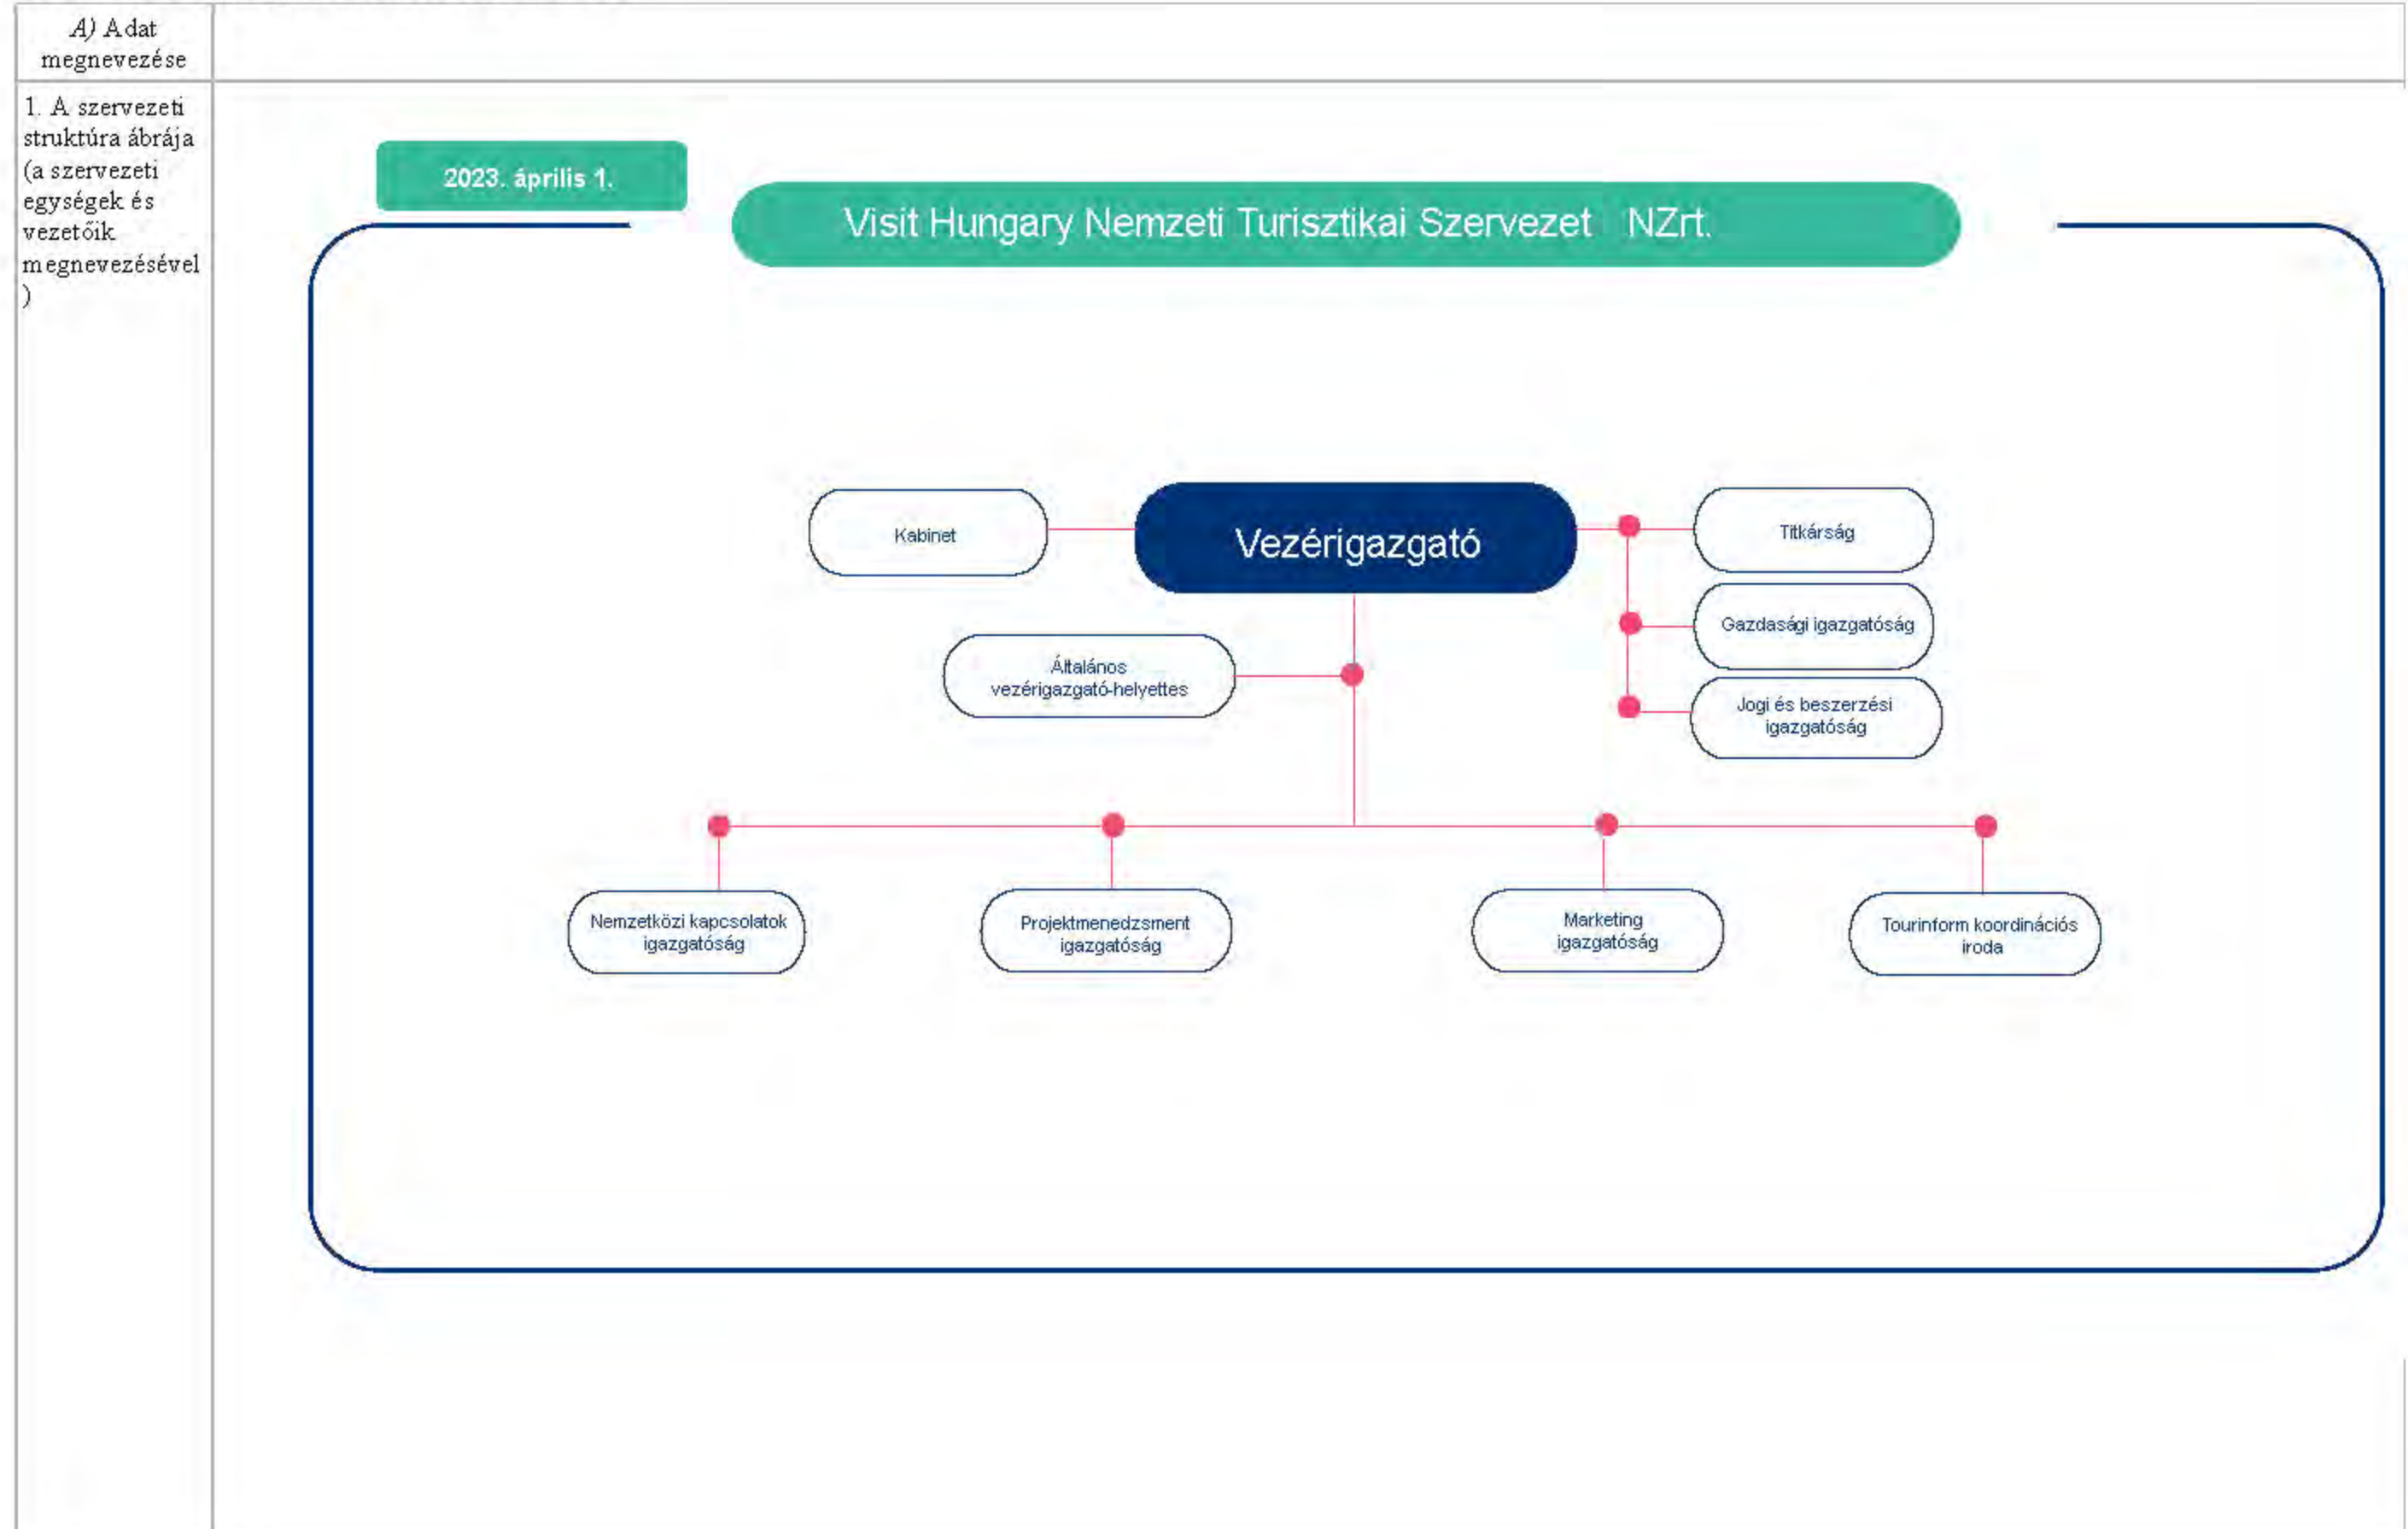 A) Adat
megnevezése
1. A szervezeti
struktúra ábrája
(a szervezeti
egységek és
vezetőik
megnevezésével
)
2023. április 1.
Visit Hungary Nemzeti Turisztikai Szervezet NZrt.
Kabinet
Vezérigazgató
Titkárság
Gazdasági igazgatóság
Általános
vezérigazgató-helyettes
Jogi és beszerzési
igazgatóság
Nemzetközi kapcsolatok
igazgatóság
Projektmenedzsment
igazgatóság
Marketing
igazgatóság
Tourinform koordinációs
iroda